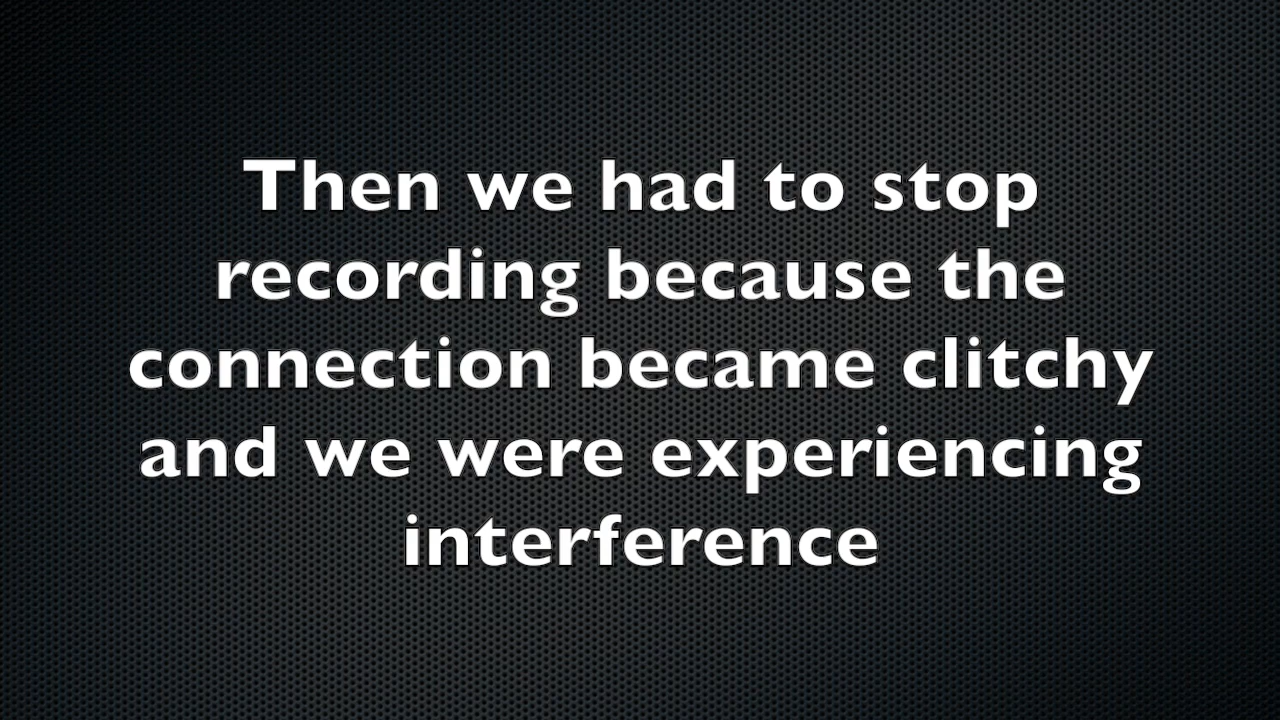 Then we had to stop
recording because the
connection became clitchy
and we were experiencing
interference